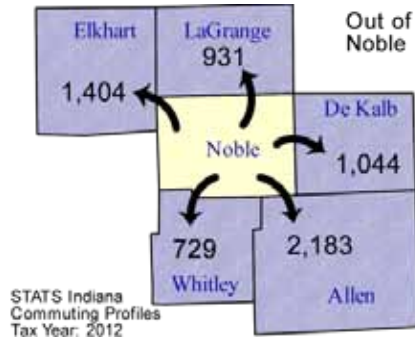 Out of
Noble
Elkhart
1,404
LaGrange
931
De Kalb
1,044
Noble
729
Whitley
2,183
Allen
STATS Indiana
Commuting Profiles
Tax Year: 2012